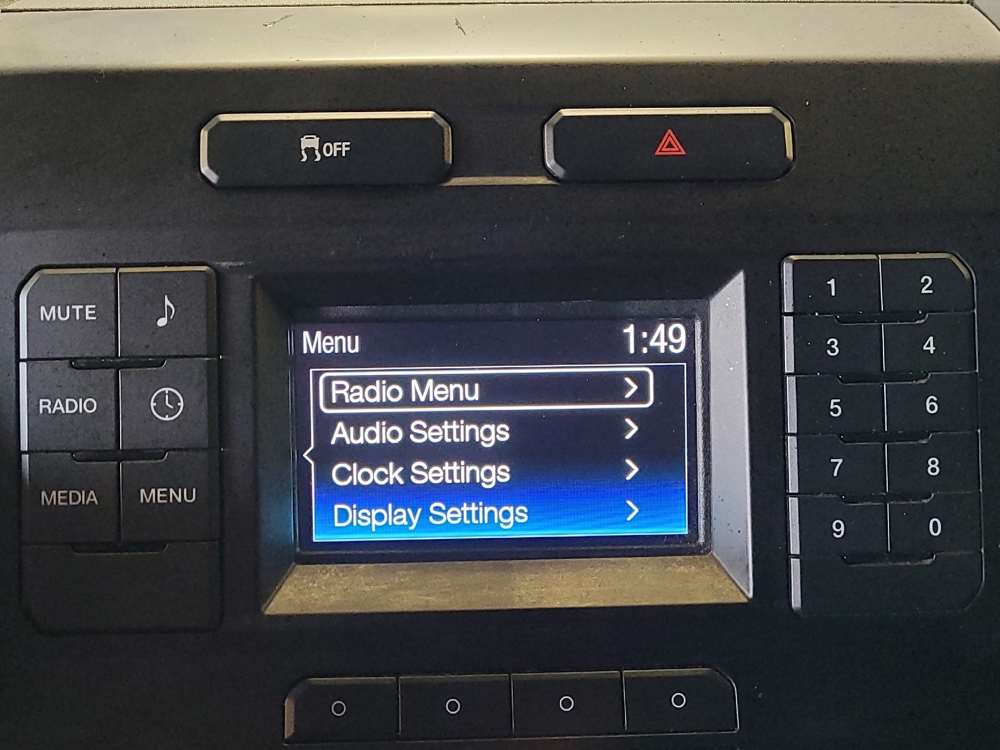 OFF
MUTE
RADIO
MEDIA MENU
Menu 1:49
Radio Menu
Audio Settings
Clock Settings
Display Settings
1 2
3 4
5 6
7 8
9 0